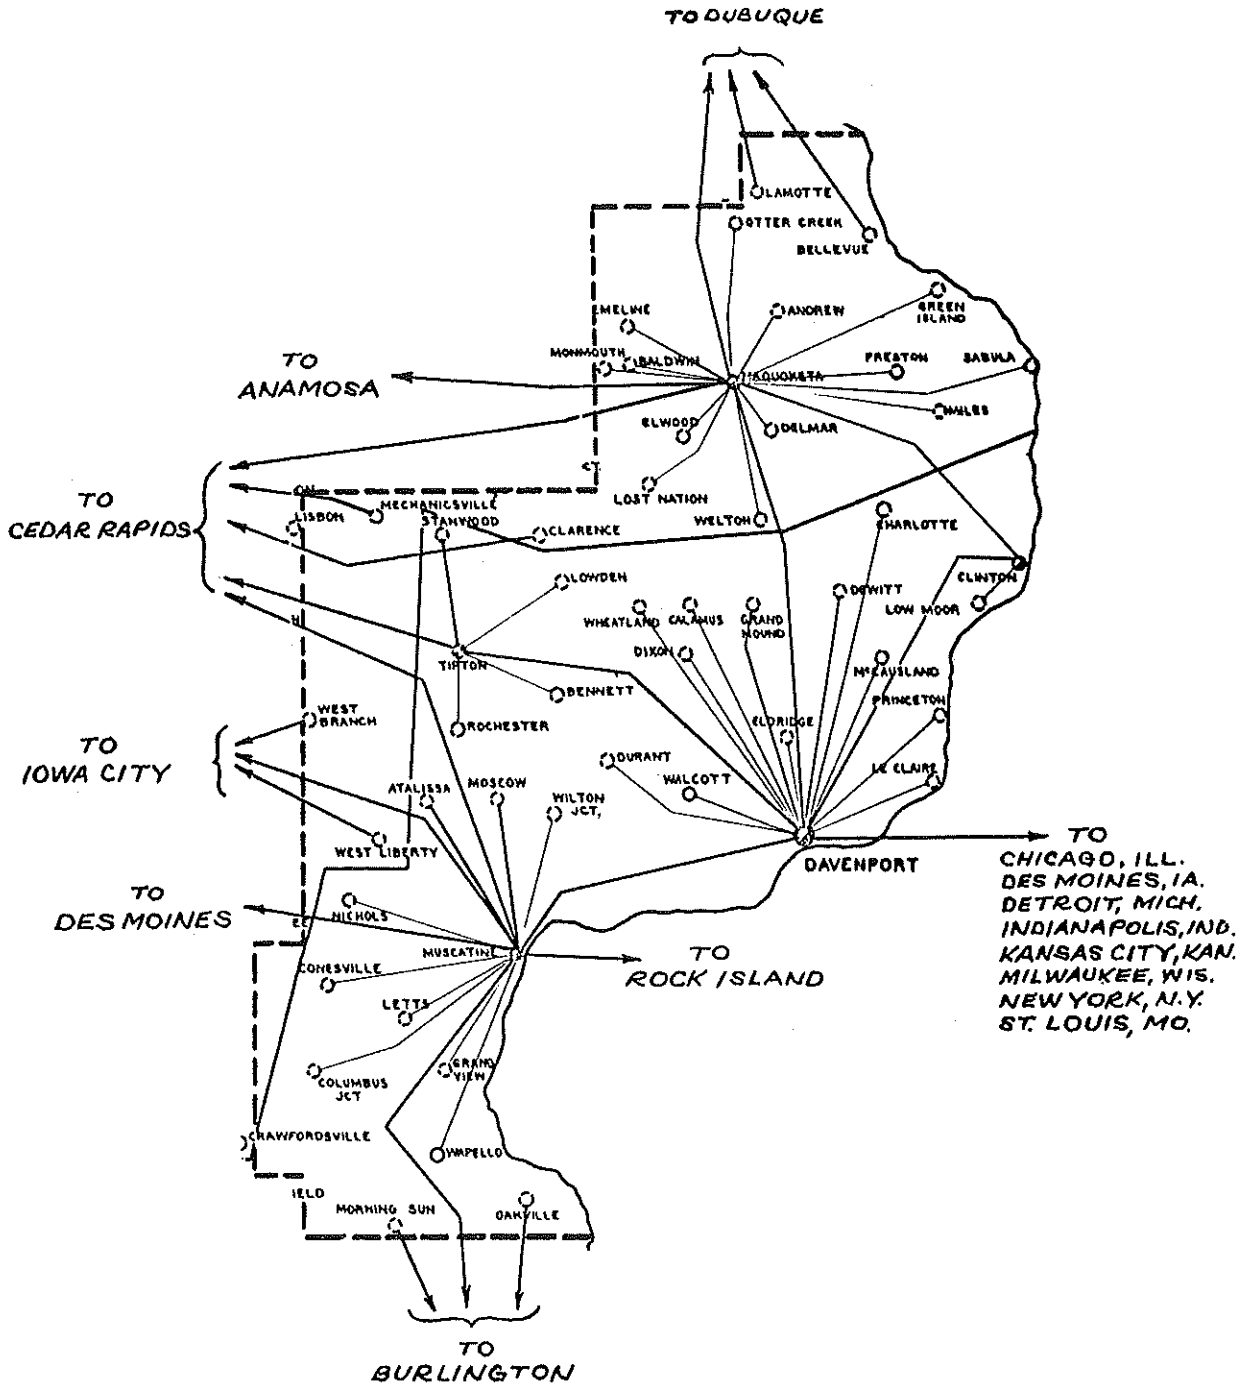 TO DUBUQUE
LAMOTTE
OTTER CREEK
BELLEVUE
GREEN
ISLAND
EMELINE
ANDREW
MONMOUTH
BALDWIN
MAQUOKETA
PRESTON
SABULA
TO
ANAMOSA
MILES
ELWOOD
DELMAR
LOST NATION
WELTON
CHARLOTTE
TO
CEDAR RAPIDS
LISBON
MECHANICSVILLE
STANWOOD
CLARENCE
LOWDEN
CLINTON
LOW MOOR
DEWITT
WHEATLAND
CALAMUS
GRAND
MOUND
DIXON
TIPTON
BENNETT
MCCAUSLAND
PRINCETON
WEST
BRANCH
ROCHESTER
ELDRIDGE
TO
IOWA CITY
DURANT
WALCOTT
LE CLAIRE
ATALISSA
MOSCOW
WILTON
JCT,
WEST LIBERTY
DAVENPORT
TO
CHICAGO, ILL.
DES MOINES, IA.
DETROIT, MICH.
INDIANAPOLIS, IND.
KANSAS CITY, KAN.
MILWAUKEE, WIS.
NEW YORK, N.Y.
ST. LOUIS, MO.
TO
DES MOINES
NICHOLS
MUSCATINE
TO
ROCK ISLAND
CONESVILLE
LETTS
GRAND
VIEW
COLUMBUS
JCT
CRAWFORDSVILLE
WAPELLO
IELD
MORNING SUN
OAKVILLE
TO
BURLINGTON